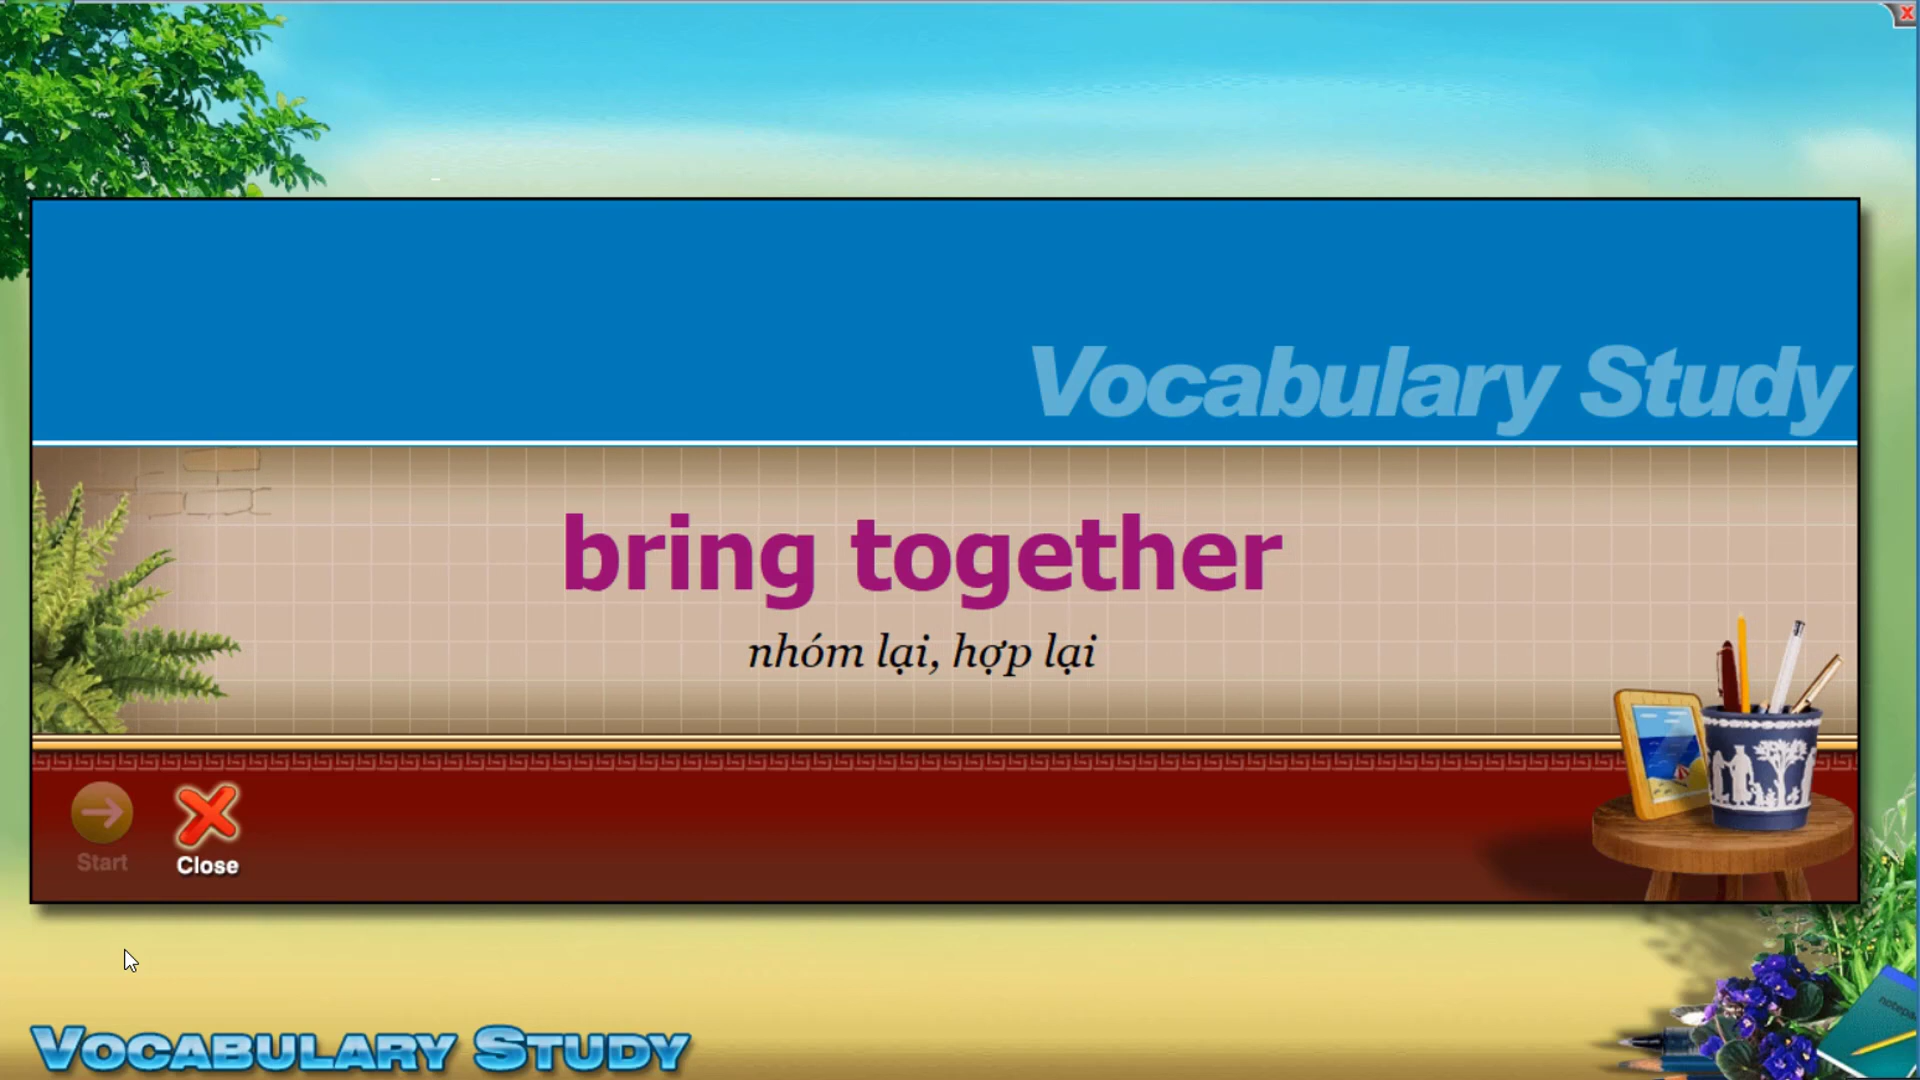 Vocabulary Study
bring together
nhóm lại, hợp lại
Start
Close
VOCABULARY STUDY